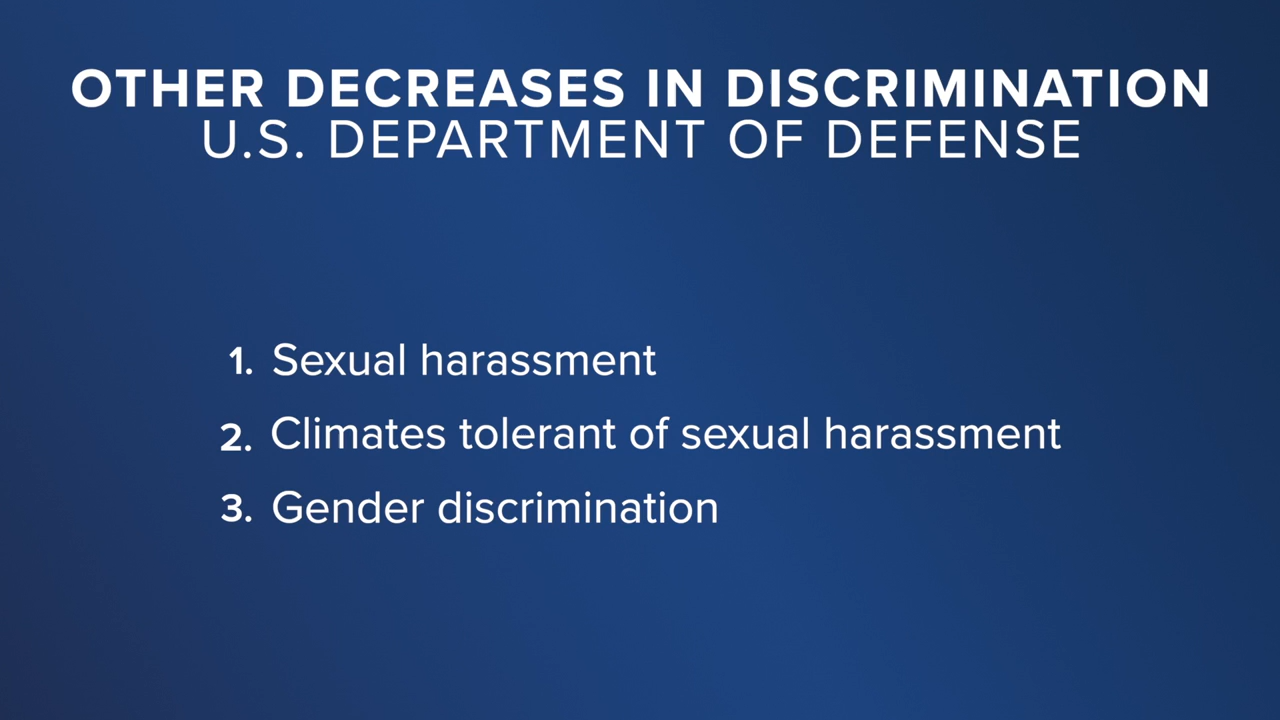 OTHER DECREASES IN DISCRIMINATION
U.S. DEPARTMENT OF DEFENSE
1. Sexual harassment
2. Climates tolerant of sexual harassment
3. Gender discrimination